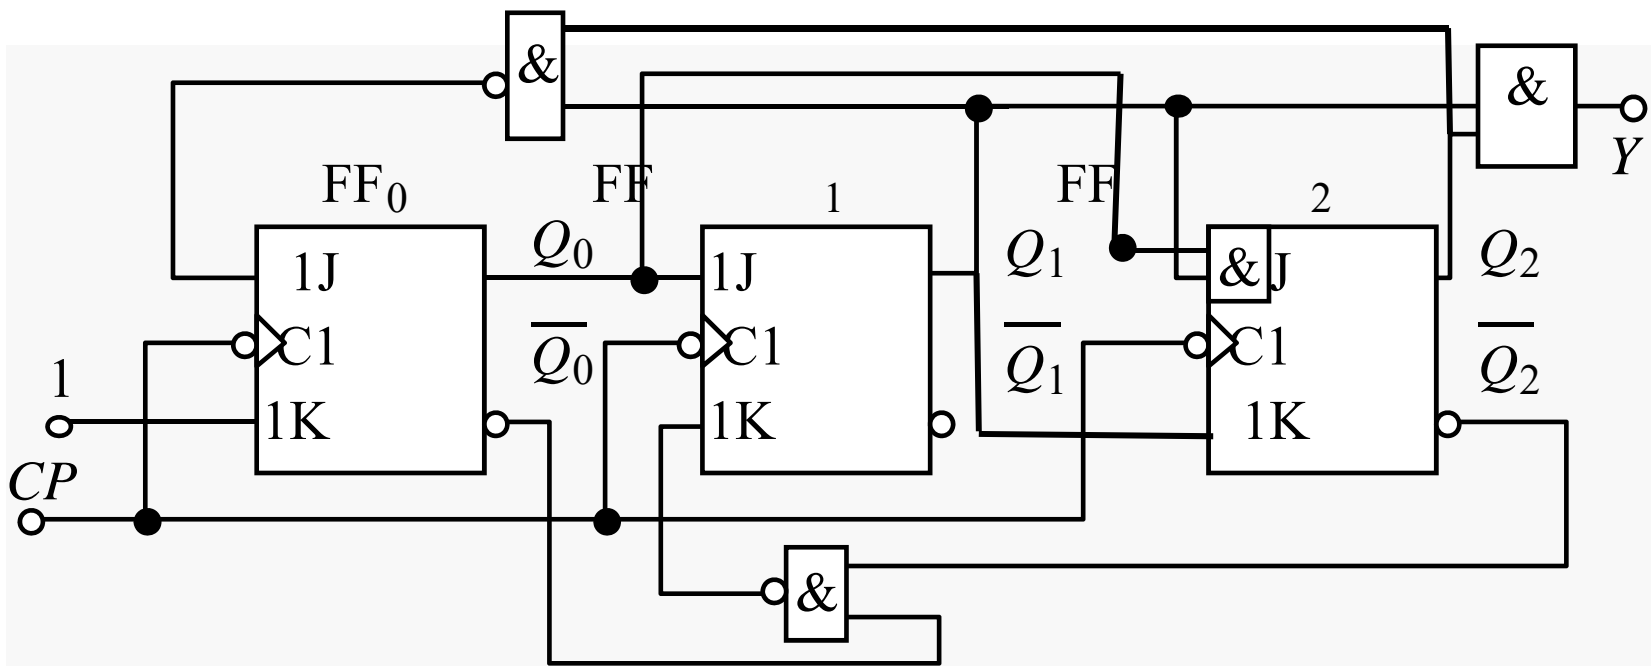 &
&
Y
FF₀ FF 1 FF 2
1J Q₀ 1J Q₁ & J Q₂
C1 Q̅₀ C1 Q̅₁ C1 Q̅₂
1
1K 1K 1K
CP
&